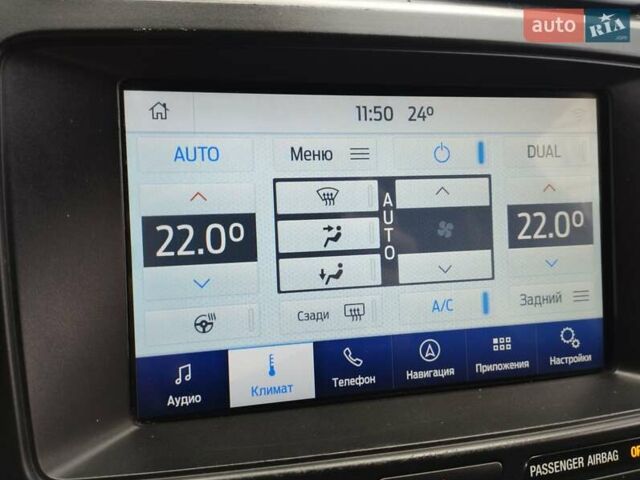 auto RIA.com
11:50 24°
AUTO Меню DUAL
22.0° AUTO 22.0°
Сзади A/C Задний
Аудио Климат Телефон Навигация Приложения Настройки
PASSENGER AIRBAG